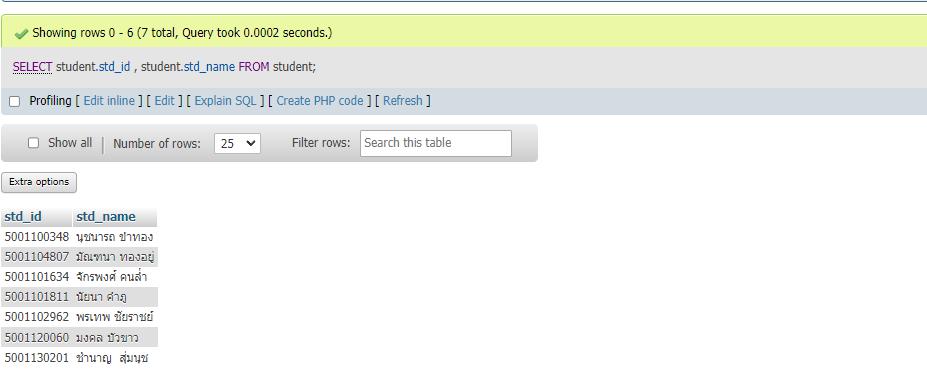 Showing rows 0 - 6 (7 total, Query took 0.0002 seconds.)
SELECT student.std_id , student.std_name FROM student;
Profiling [ Edit inline ] [ Edit ] [ Explain SQL ] [ Create PHP code ] [ Refresh ]
Show all | Number of rows: 25 Filter rows: Search this table
Extra options
std_id std_name
5001100348 นุชนารถ ขำทอง
5001104807 มัณฑนา ทองอยู่
5001101634 จักรพงศ์ คนล่ำ
5001101811 นัยนา คำภู
5001102962 พรเทพ ชัยราชย์
5001120060 มงคล บัวขาว
5001130201 ชำนาญ สุ่มนุช